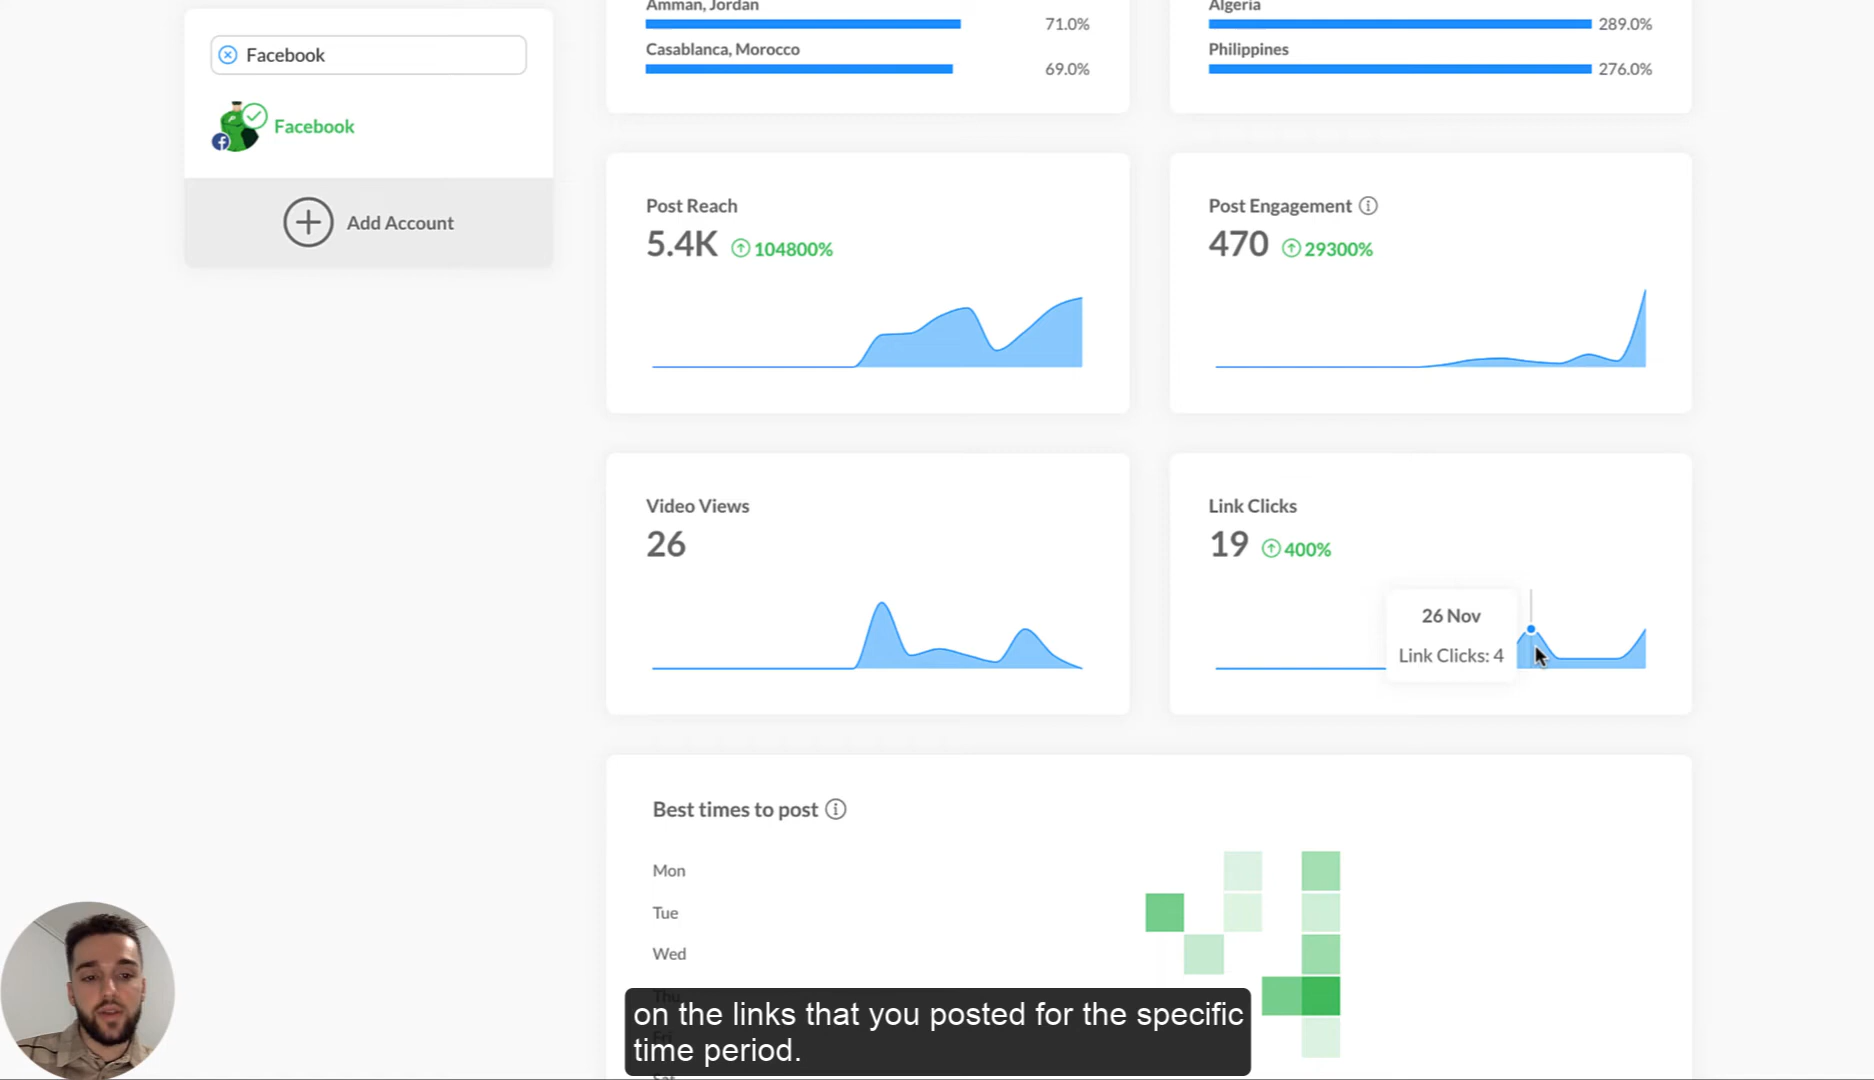 Facebook
Facebook
Add Account
Amman, Jordan
71.0%
Casablanca, Morocco
69.0%
Algeria
289.0%
Philippines
276.0%
Post Reach
5.4K 104800%
Post Engagement
470 29300%
Video Views
26
Link Clicks
19 400%
26 Nov
Link Clicks: 4
Best times to post
Mon
Tue
Wed
Thu
on the links that you posted for the specific
time period.